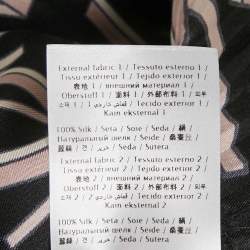 External fabric 1 / Tessuto esterno 1 /
Tissu extérieur 1 / Tejido exterior 1 /
表地 1 / внешний материал 1 /
Oberstoff 1 / 面料 1 / 外部布料 1 / 외부
소재 1 / قماش خارجي 1 / Tecido exterior 1 /
Kain eksternal 1
100% Silk / Seta / Soie / Seda / 絹 /
Натуральный шелк / Seide / 桑蚕丝 /
蠶絲 / 견 / حرير / Seda / Sutera
External fabric 2 / Tessuto esterno 2 /
Tissu extérieur 2 / Tejido exterior 2 /
表地 2 / внешний материал 2 /
Oberstoff 2 / 面料 2 / 外部布料 2 / 외부
소재 2 / قماش خارجي 2 / Tecido exterior 2 /
Kain eksternal 2
100% Silk / Seta / Soie / Seda / 絹 /
Натуральный шелк / Seide / 桑蚕丝 /
蠶絲 / 견 / حرير / Seda / Sutera